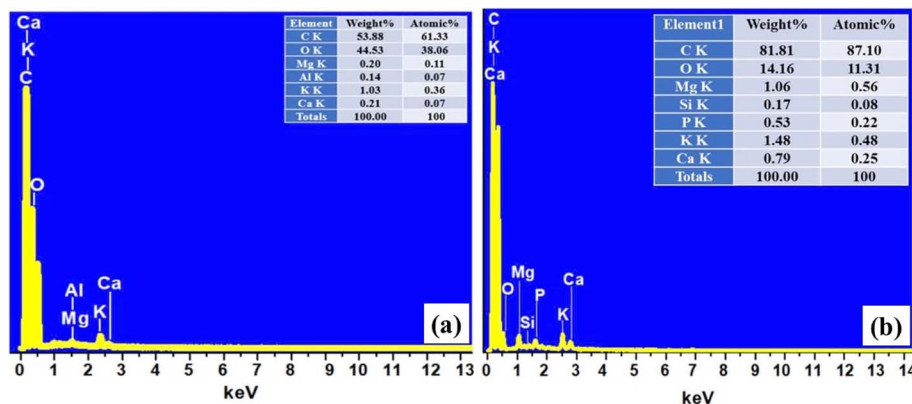 Ca
K
C
O
Al
Mg
K
Ca
Element Weight% Atomic%
C K 53.88 61.33
O K 44.53 38.06
Mg K 0.20 0.11
Al K 0.14 0.07
K K 1.03 0.36
Ca K 0.21 0.07
Totals 100.00 100
(a)
0 1 2 3 4 5 6 7 8 9 10 11 12 13
keV
C
K
Ca
O
Mg
Si
P
K
Ca
Element1 Weight% Atomic%
C K 81.81 87.10
O K 14.16 11.31
Mg K 1.06 0.56
Si K 0.17 0.08
P K 0.53 0.22
K K 1.48 0.48
Ca K 0.79 0.25
Totals 100.00 100
(b)
0 1 2 3 4 5 6 7 8 9 10 11 12 13 14
keV